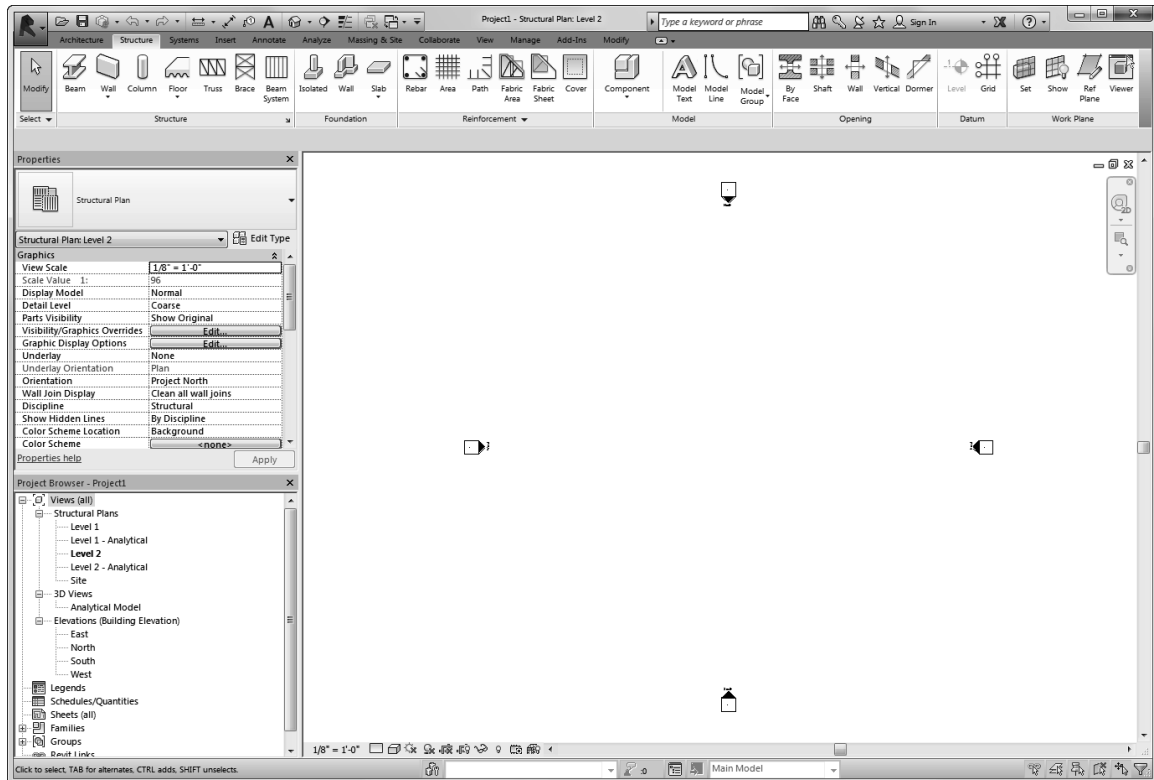 Project1 - Structural Plan: Level 2
Type a keyword or phrase
Sign In
Architecture Structure Systems Insert Annotate Analyze Massing & Site Collaborate View Manage Add-Ins Modify
Modify Beam Wall Column Floor Truss Brace Beam System Isolated Wall Slab Rebar Area Path Fabric Area Fabric Sheet Cover Component Model Text Model Line Model Group By Face Shaft Wall Vertical Dormer Level Grid Set Show Ref Plane Viewer
Select Structure Foundation Reinforcement Model Opening Datum Work Plane
Properties
Structural Plan
Structural Plan: Level 2 Edit Type
Graphics
View Scale 1/8" = 1'-0"
Scale Value 1: 96
Display Model Normal
Detail Level Coarse
Parts Visibility Show Original
Visibility/Graphics Overrides Edit...
Graphic Display Options Edit...
Underlay None
Underlay Orientation Plan
Orientation Project North
Wall Join Display Clean all wall joins
Discipline Structural
Show Hidden Lines By Discipline
Color Scheme Location Background
Color Scheme <none>
Properties help Apply
Project Browser - Project1
Views (all)
Structural Plans
Level 1
Level 1 - Analytical
Level 2
Level 2 - Analytical
Site
3D Views
Analytical Model
Elevations (Building Elevation)
East
North
South
West
Legends
Schedules/Quantities
Sheets (all)
Families
Groups
Revit Links
2D
1/8" = 1'-0"
Click to select, TAB for alternates, CTRL adds, SHIFT unselects.
:0
Main Model